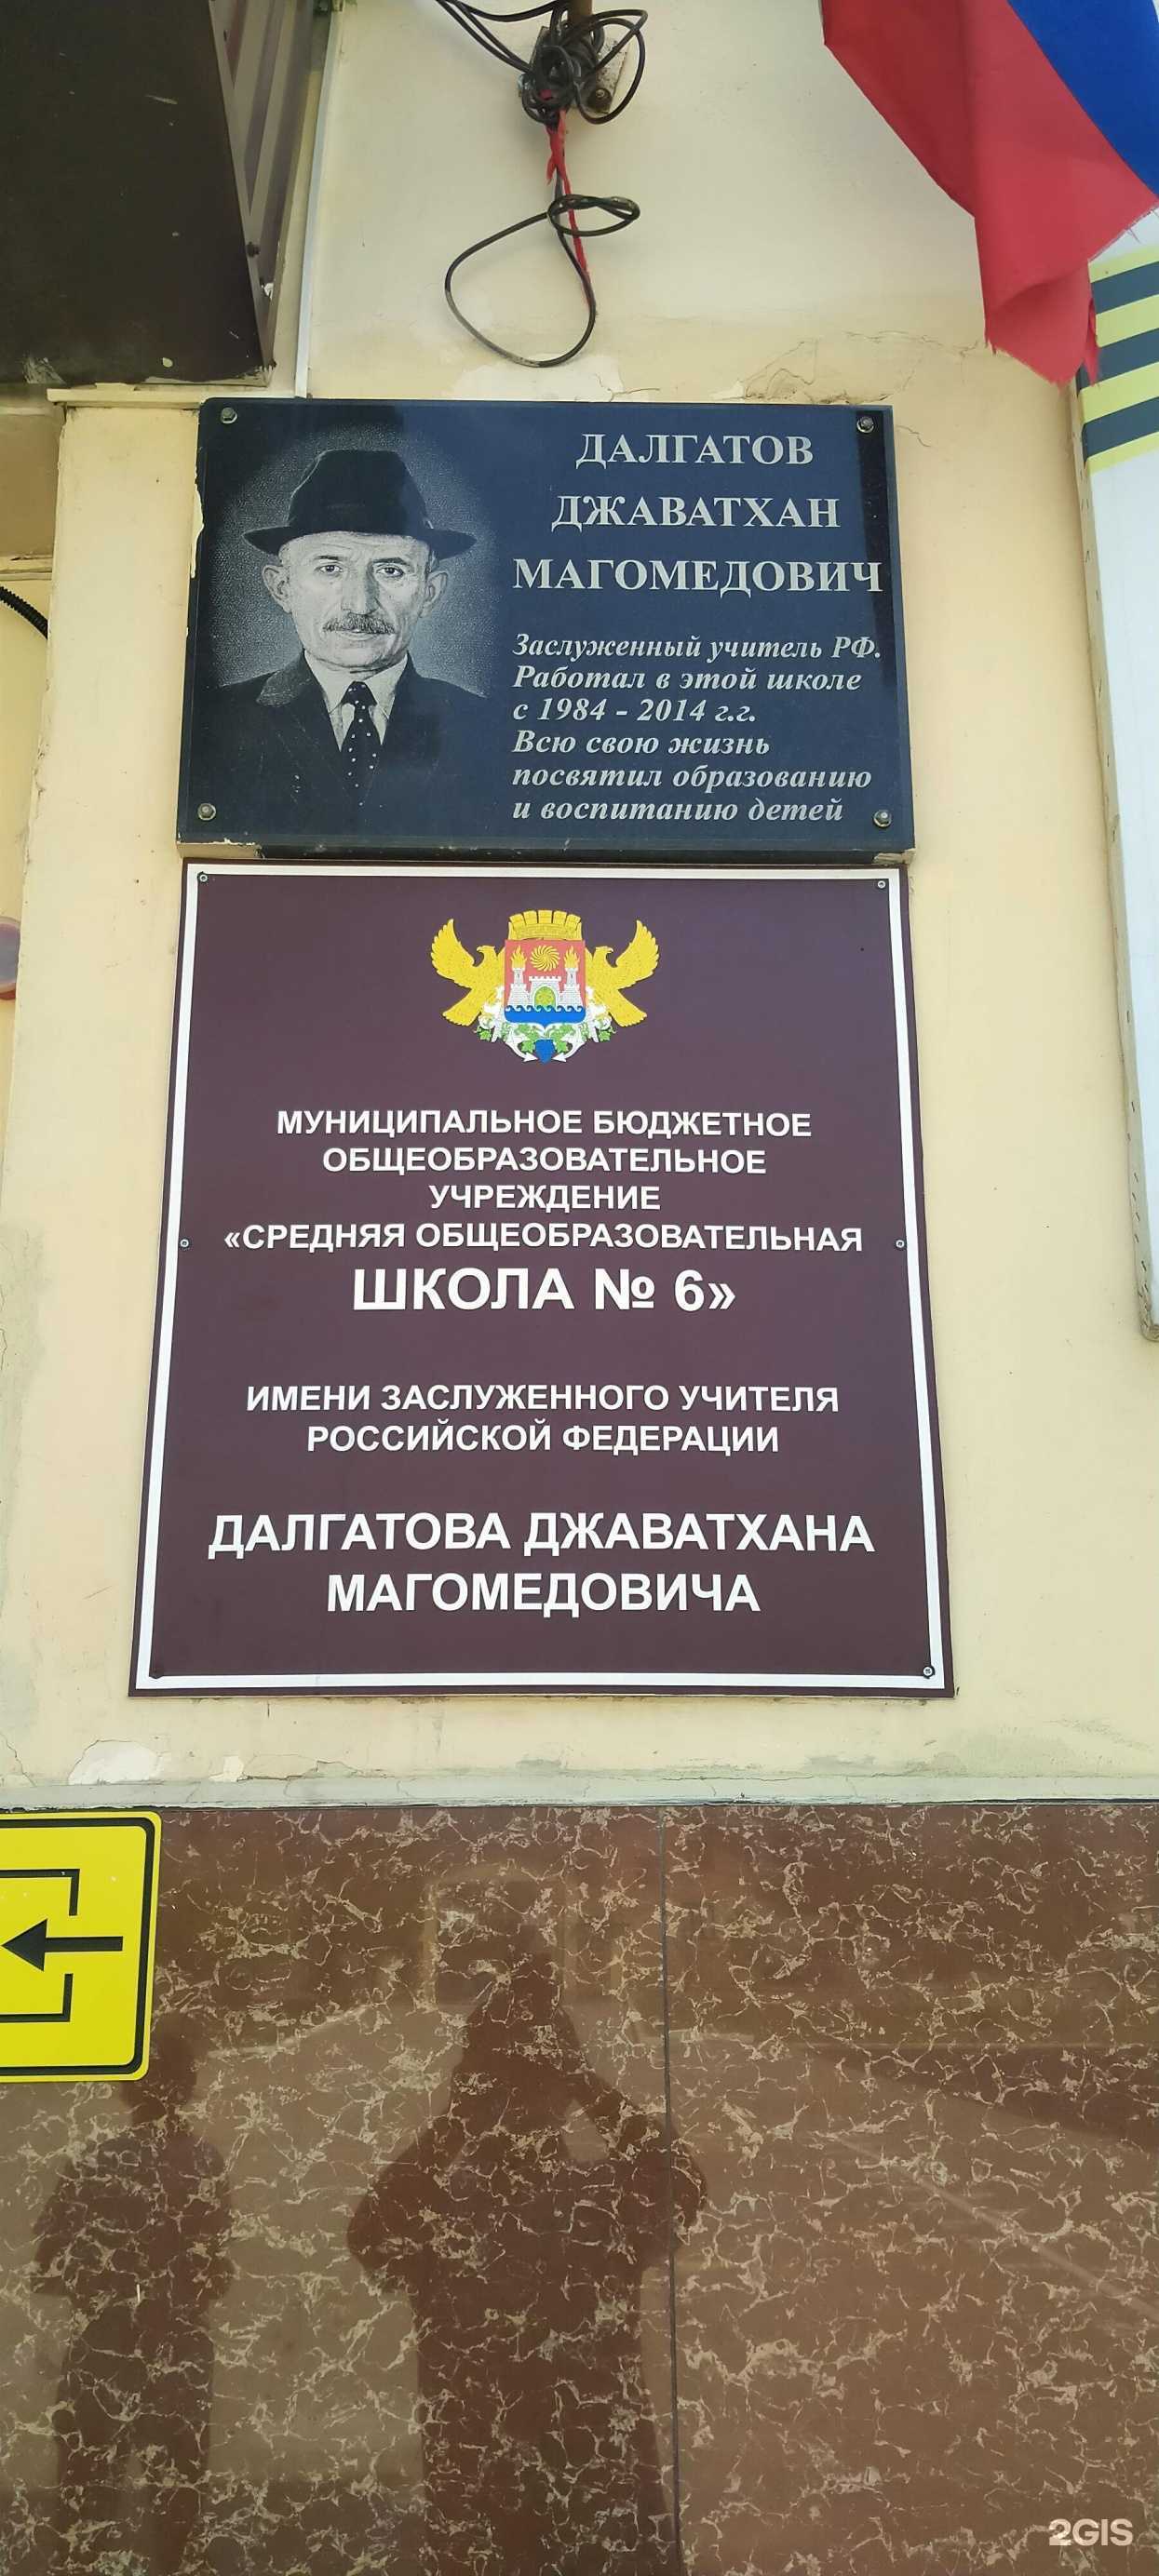 ДАЛГАТОВ
ДЖАВАТХАН
МАГОМЕДОВИЧ
Заслуженный учитель РФ.
Работал в этой школе
с 1984 - 2014 г.г.
Всю свою жизнь
посвятил образованию
и воспитанию детей
МУНИЦИПАЛЬНОЕ БЮДЖЕТНОЕ
ОБЩЕОБРАЗОВАТЕЛЬНОЕ
УЧРЕЖДЕНИЕ
«СРЕДНЯЯ ОБЩЕОБРАЗОВАТЕЛЬНАЯ
ШКОЛА № 6»
ИМЕНИ ЗАСЛУЖЕННОГО УЧИТЕЛЯ
РОССИЙСКОЙ ФЕДЕРАЦИИ
ДАЛГАТОВА ДЖАВАТХАНА
МАГОМЕДОВИЧА
2GIS